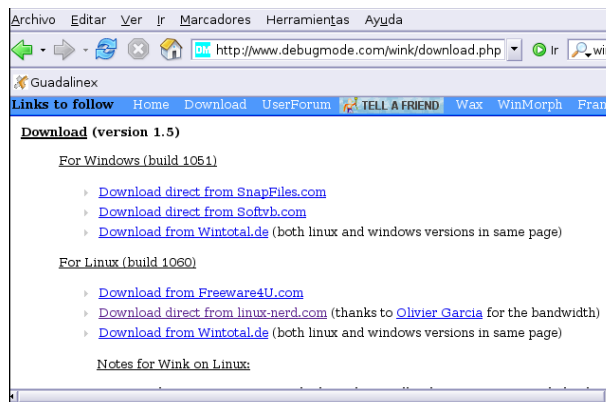 Archivo Editar Ver Ir Marcadores Herramientas Ayuda
http://www.debugmode.com/wink/download.php Ir wi
Guadalinex
Links to follow Home Download UserForum TELL A FRIEND Wax WinMorph Fran
Download (version 1.5)
For Windows (build 1051)
Download direct from SnapFiles.com
Download direct from Softvb.com
Download from Wintotal.de (both linux and windows versions in same page)
For Linux (build 1060)
Download from Freeware4U.com
Download direct from linux-nerd.com (thanks to Olivier Garcia for the bandwidth)
Download from Wintotal.de (both linux and windows versions in same page)
Notes for Wink on Linux: